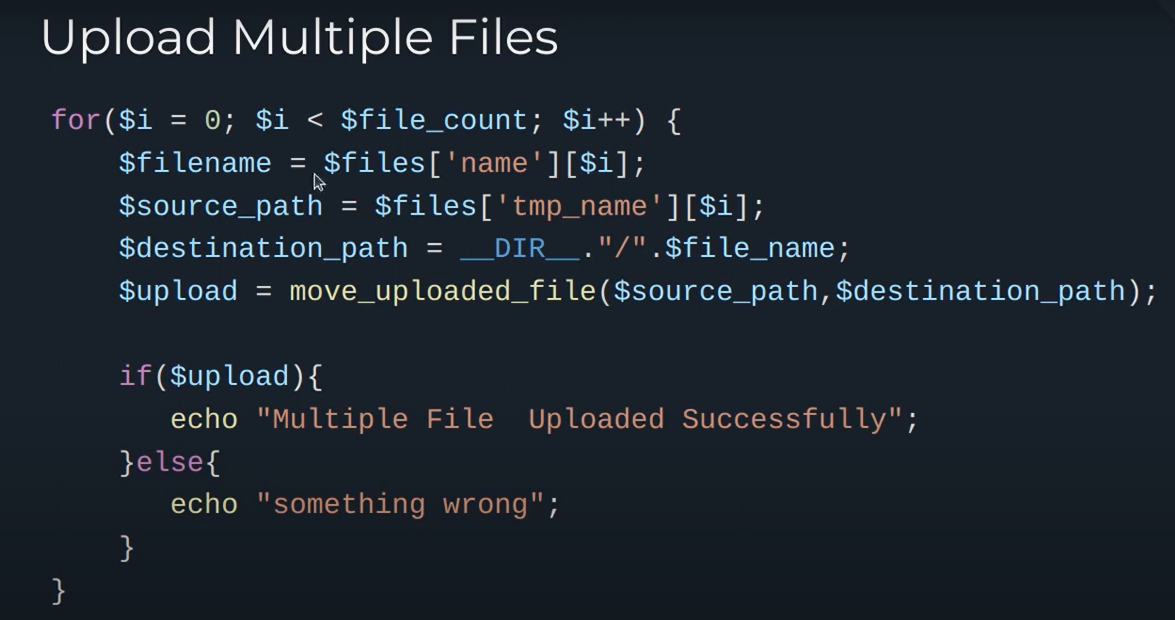 Upload Multiple Files
for($i = 0; $i < $file_count; $i++) {
$filename = $files['name'][$i];
$source_path = $files['tmp_name'][$i];
$destination_path = __DIR__."/".$file_name;
$upload = move_uploaded_file($source_path,$destination_path);
if($upload){
echo "Multiple File  Uploaded Successfully";
}else{
echo "something wrong";
}
}